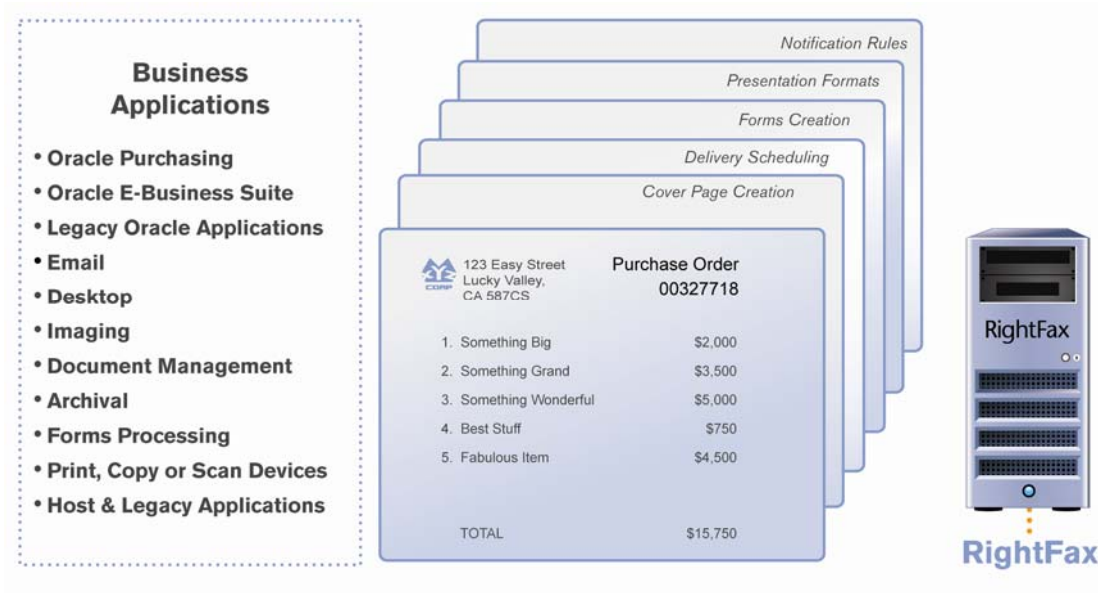 Business
Applications
• Oracle Purchasing
• Oracle E-Business Suite
• Legacy Oracle Applications
• Email
• Desktop
• Imaging
• Document Management
• Archival
• Forms Processing
• Print, Copy or Scan Devices
• Host & Legacy Applications
Notification Rules
Presentation Formats
Forms Creation
Delivery Scheduling
Cover Page Creation
XYZ
CORP
123 Easy Street
Lucky Valley,
CA 587CS
Purchase Order
00327718
1. Something Big $2,000
2. Something Grand $3,500
3. Something Wonderful $5,000
4. Best Stuff $750
5. Fabulous Item $4,500
TOTAL $15,750
RightFax
RightFax